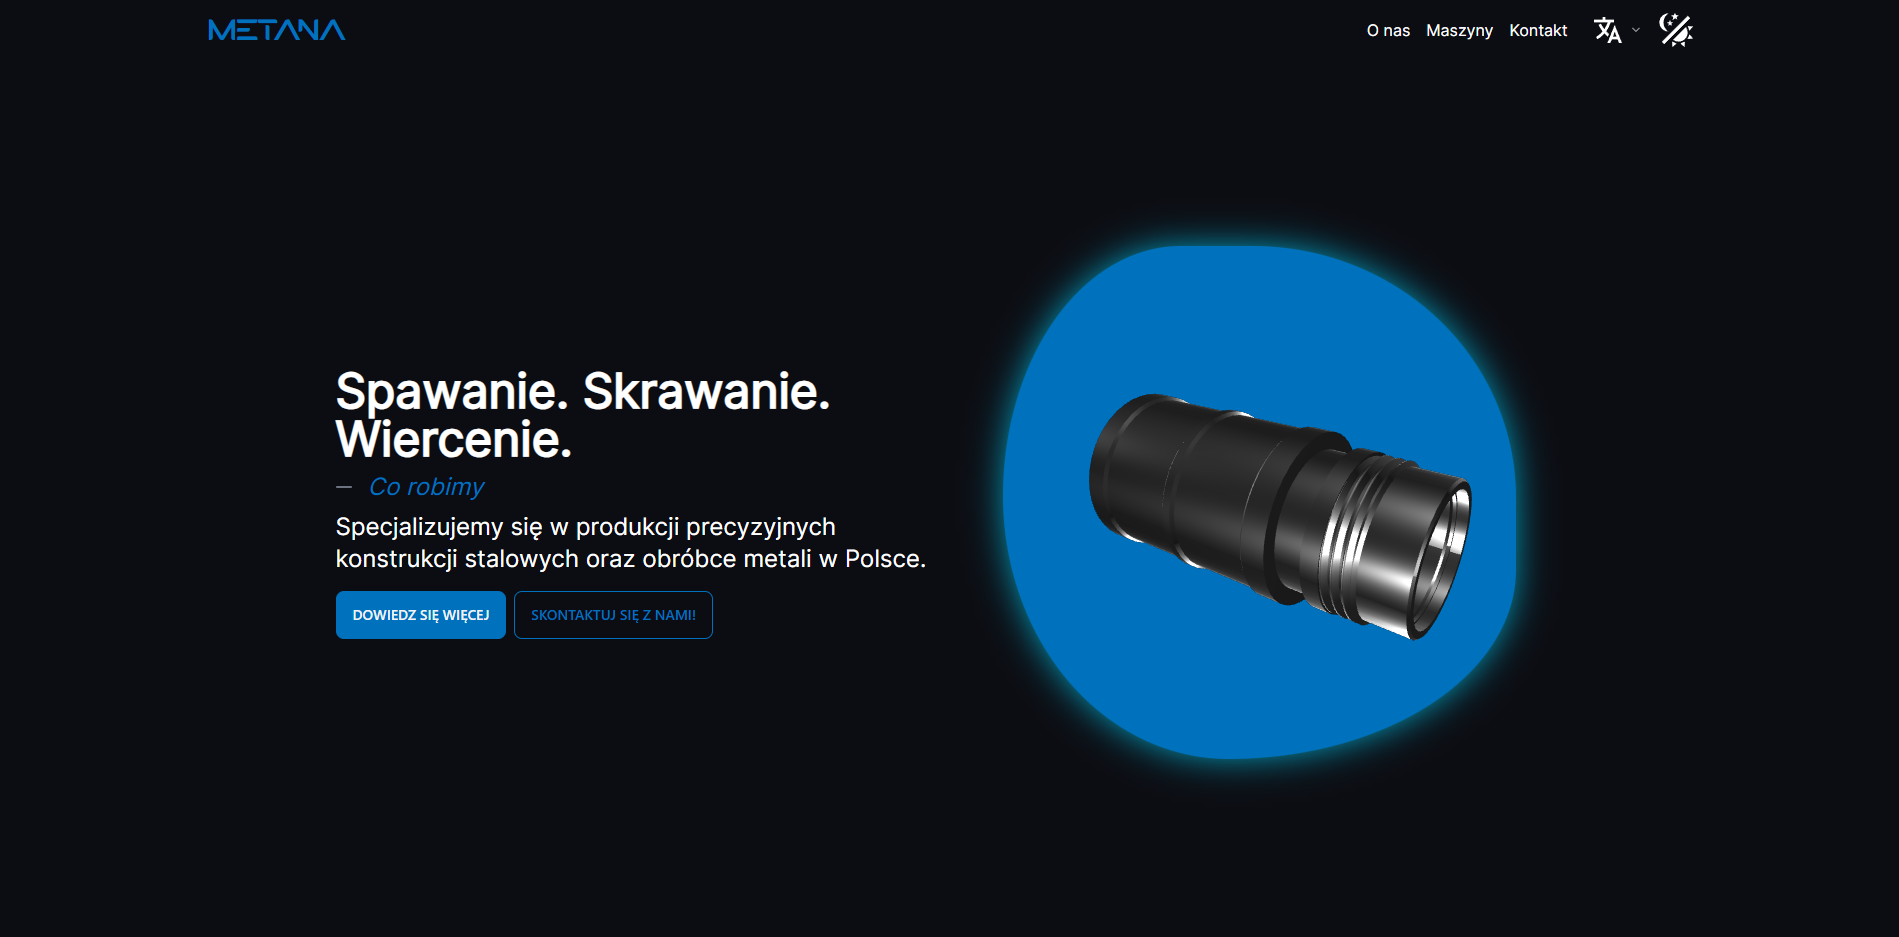 METANA
O nas Maszyny Kontakt
Spawanie. Skrawanie.
Wiercenie.
— Co robimy
Specjalizujemy się w produkcji precyzyjnych
konstrukcji stalowych oraz obróbce metali w Polsce.
DOWIEDZ SIĘ WIĘCEJ SKONTAKTUJ SIĘ Z NAMI!